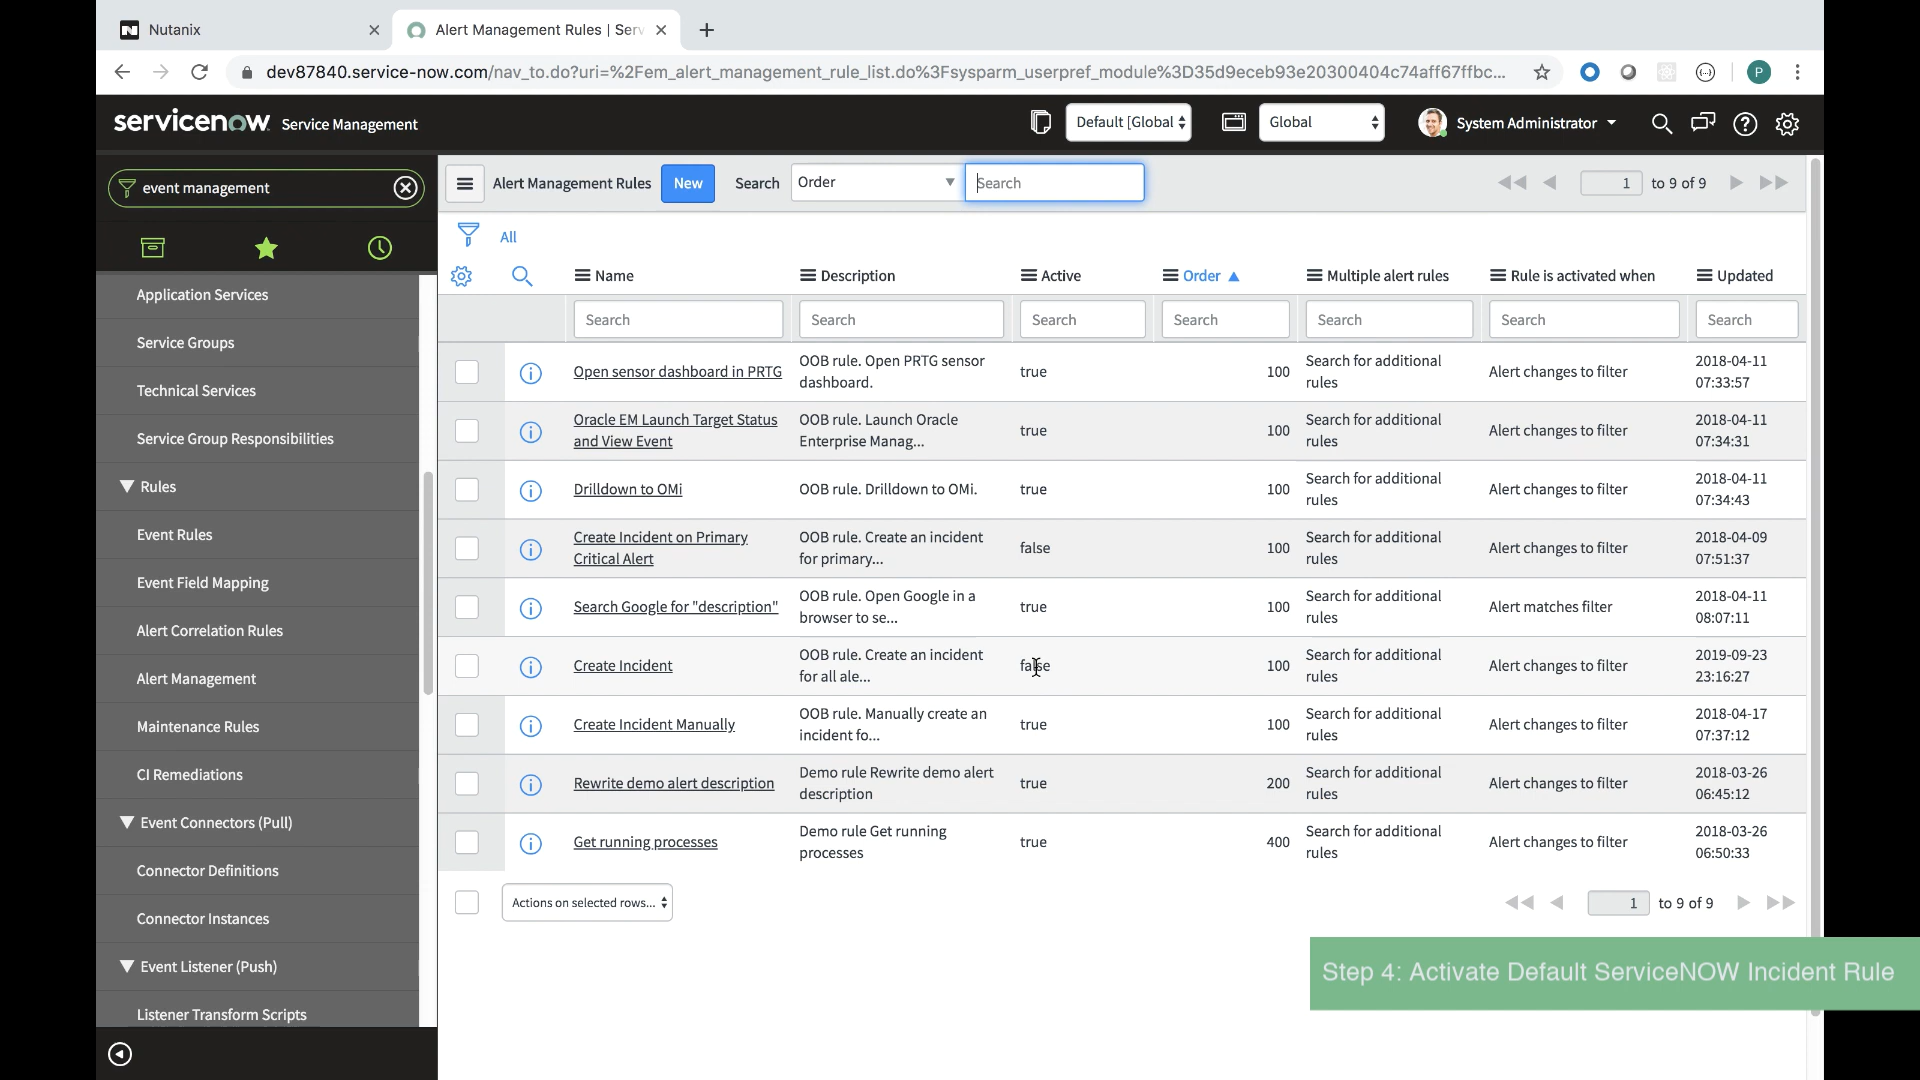 Nutanix
Alert Management Rules | Serv
dev87840.service-now.com/nav_to.do?uri=%2Fem_alert_management_rule_list.do%3Fsysparm_userpref_module%3D35d9eceb93e20300404c74aff67ffbc...
P
servicenow Service Management
Default [Global
Global
System Administrator
event management
Alert Management Rules
New
Search
Order
Search
1 to 9 of 9
All
Name
Description
Active
Order
Multiple alert rules
Rule is activated when
Updated
Search
Search
Search
Search
Search
Search
Search
Application Services
Service Groups
Technical Services
Service Group Responsibilities
Rules
Event Rules
Event Field Mapping
Alert Correlation Rules
Alert Management
Maintenance Rules
CI Remediations
Event Connectors (Pull)
Connector Definitions
Connector Instances
Event Listener (Push)
Listener Transform Scripts
Open sensor dashboard in PRTG
OOB rule. Open PRTG sensor
dashboard.
true
100
Search for additional
rules
Alert changes to filter
2018-04-11
07:33:57
Oracle EM Launch Target Status
and View Event
OOB rule. Launch Oracle
Enterprise Manag...
true
100
Search for additional
rules
Alert changes to filter
2018-04-11
07:34:31
Drilldown to OMi
OOB rule. Drilldown to OMi.
true
100
Search for additional
rules
Alert changes to filter
2018-04-11
07:34:43
Create Incident on Primary
Critical Alert
OOB rule. Create an incident
for primary...
false
100
Search for additional
rules
Alert changes to filter
2018-04-09
07:51:37
Search Google for "description"
OOB rule. Open Google in a
browser to se...
true
100
Search for additional
rules
Alert matches filter
2018-04-11
08:07:11
Create Incident
OOB rule. Create an incident
for all ale...
false
100
Search for additional
rules
Alert changes to filter
2019-09-23
23:16:27
Create Incident Manually
OOB rule. Manually create an
incident fo...
true
100
Search for additional
rules
Alert changes to filter
2018-04-17
07:37:12
Rewrite demo alert description
Demo rule Rewrite demo alert
description
true
200
Search for additional
rules
Alert changes to filter
2018-03-26
06:45:12
Get running processes
Demo rule Get running
processes
true
400
Search for additional
rules
Alert changes to filter
2018-03-26
06:50:33
Actions on selected rows...
1 to 9 of 9
Step 4: Activate Default ServiceNOW Incident Rule